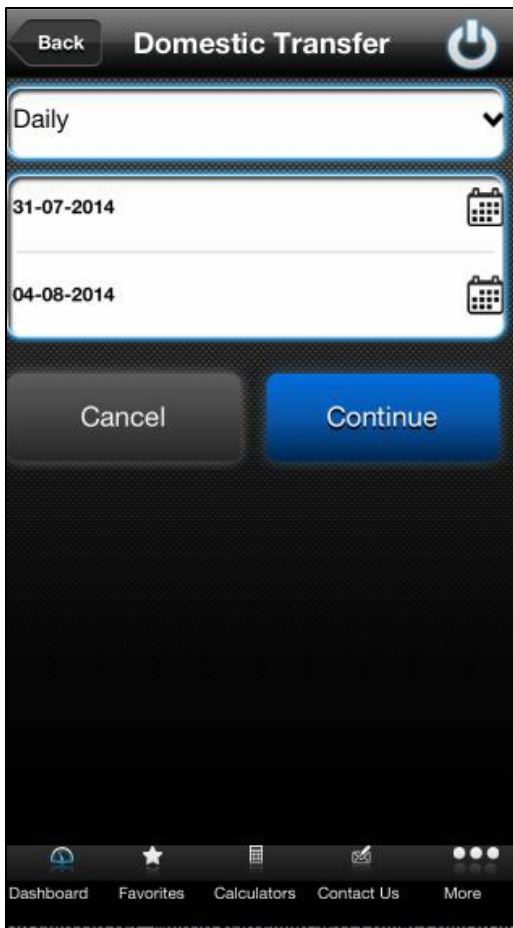 Back Domestic Transfer
Daily
31-07-2014
04-08-2014
Cancel Continue
Dashboard Favorites Calculators Contact Us More